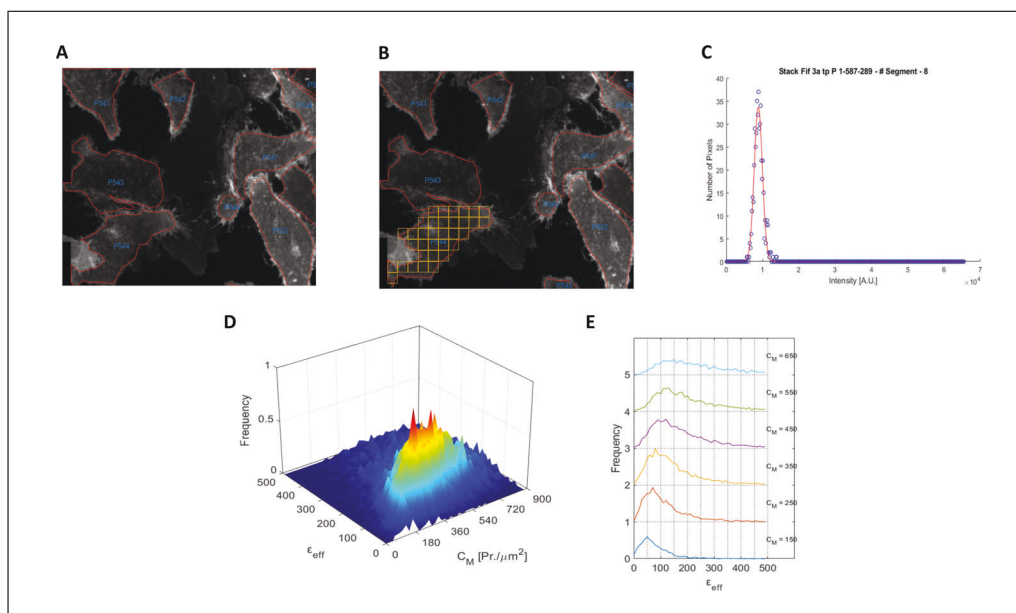 A
B
C
P541
P542
P543
P544
P541
P542
P543
Stack Fif 3a tp P 1-587-289 - # Segment - 8
Number of Pixels
40
35
30
25
20
15
10
5
0
0 1 2 3 4 5 6 7
Intensity [A.U.]
× 10⁴
D
Frequency
1
0.5
0
500
400
300
200
100
0
ε_eff
0
180
360
540
720
900
C_M [Pr./μm²]
E
Frequency
5
4
3
2
1
0
C_M = 650
C_M = 550
C_M = 450
C_M = 350
C_M = 250
C_M = 150
0 100 200 300 400 500
ε_eff